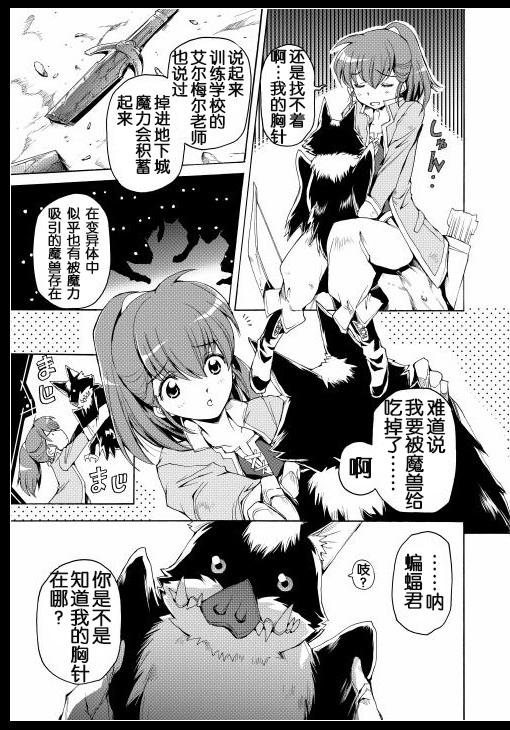 还是找不着
啊…我的胸针
しゅん…
说起来
训练学校的
艾尔梅尔老师
也说过
掉进地下城
魔力会积蓄
起来
在变异体中
似乎也有被魔力
吸引的魔兽存在
难道说
我要被魔兽给
吃掉了……
啊
まじ
まじ
……呐
蝙蝠君
吱?
你是不是
知道我的胸针
在哪?